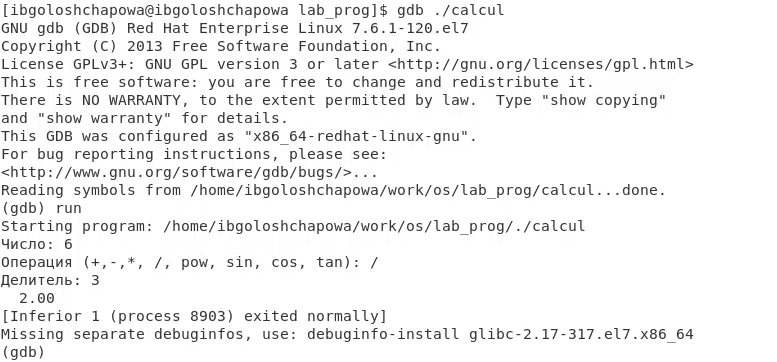 [ibgoloshchapowa@ibgoloshchapowa lab_prog]$ gdb ./calcul
GNU gdb (GDB) Red Hat Enterprise Linux 7.6.1-120.el7
Copyright (C) 2013 Free Software Foundation, Inc.
License GPLv3+: GNU GPL version 3 or later <http://gnu.org/licenses/gpl.html>
This is free software: you are free to change and redistribute it.
There is NO WARRANTY, to the extent permitted by law.  Type "show copying"
and "show warranty" for details.
This GDB was configured as "x86_64-redhat-linux-gnu".
For bug reporting instructions, please see:
<http://www.gnu.org/software/gdb/bugs/>...
Reading symbols from /home/ibgoloshchapowa/work/os/lab_prog/calcul...done.
(gdb) run
Starting program: /home/ibgoloshchapowa/work/os/lab_prog/./calcul
Число: 6
Операция (+,-,*, /, pow, sin, cos, tan): /
Делитель: 3
  2.00
[Inferior 1 (process 8903) exited normally]
Missing separate debuginfos, use: debuginfo-install glibc-2.17-317.el7.x86_64
(gdb)